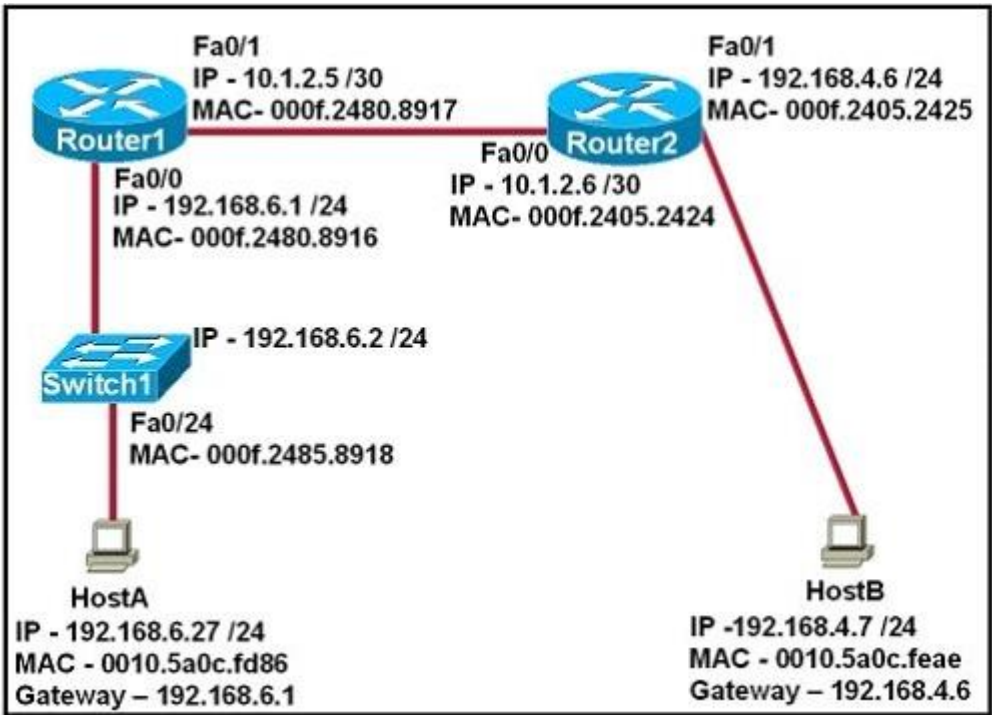 Fa0/1
IP - 10.1.2.5 /30
MAC- 000f.2480.8917
Router1
Fa0/0
IP - 192.168.6.1 /24
MAC- 000f.2480.8916
Fa0/1
IP - 192.168.4.6 /24
MAC- 000f.2405.2425
Router2
Fa0/0
IP - 10.1.2.6 /30
MAC- 000f.2405.2424
IP - 192.168.6.2 /24
Switch1
Fa0/24
MAC- 000f.2485.8918
HostA
IP - 192.168.6.27 /24
MAC - 0010.5a0c.fd86
Gateway – 192.168.6.1
HostB
IP -192.168.4.7 /24
MAC - 0010.5a0c.feae
Gateway – 192.168.4.6